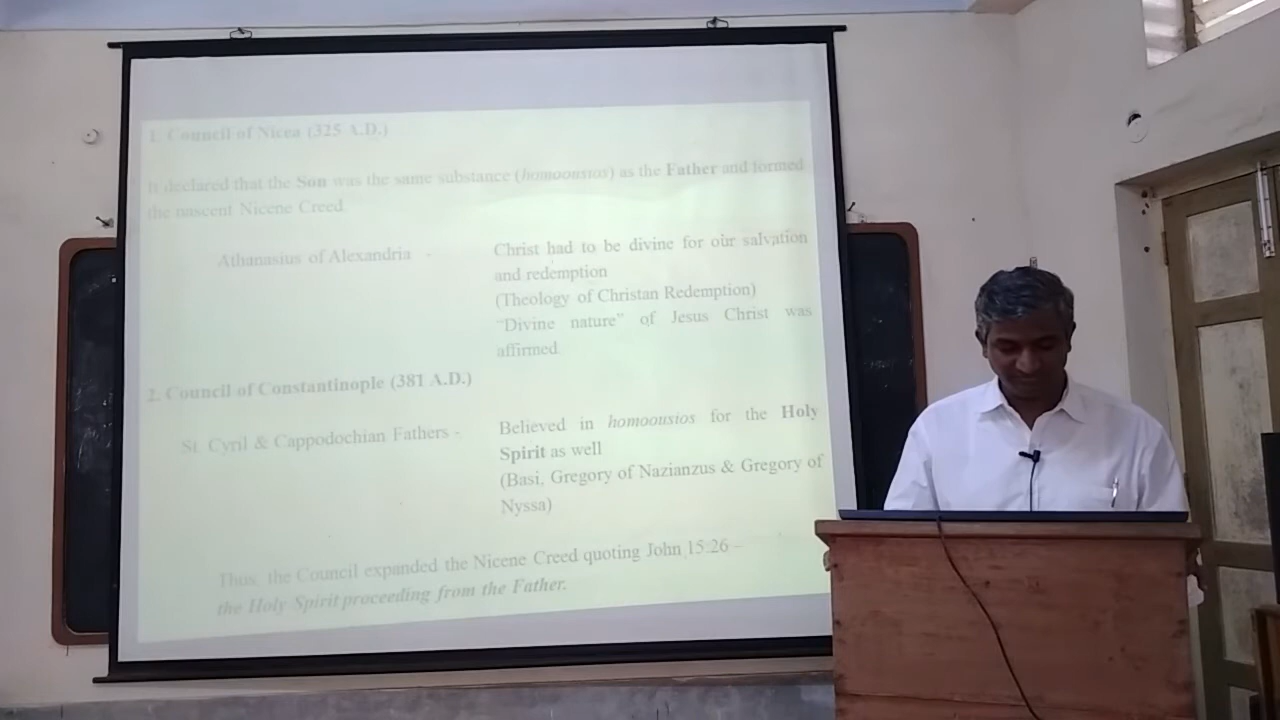 1. Council of Nicea (325 A.D.)
It declared that the Son was the same substance (homoousios) as the Father and formed
the nascent Nicene Creed.
Athanasius of Alexandria -
Christ had to be divine for our salvation
and redemption
(Theology of Christan Redemption)
"Divine nature" of Jesus Christ was
affirmed.
2. Council of Constantinople (381 A.D.)
St. Cyril & Cappodochian Fathers -
Believed in homoousios for the Holy
Spirit as well
(Basi, Gregory of Nazianzus & Gregory of
Nyssa)
Thus, the Council expanded the Nicene Creed quoting John 15:26 –
the Holy Spirit proceeding from the Father.